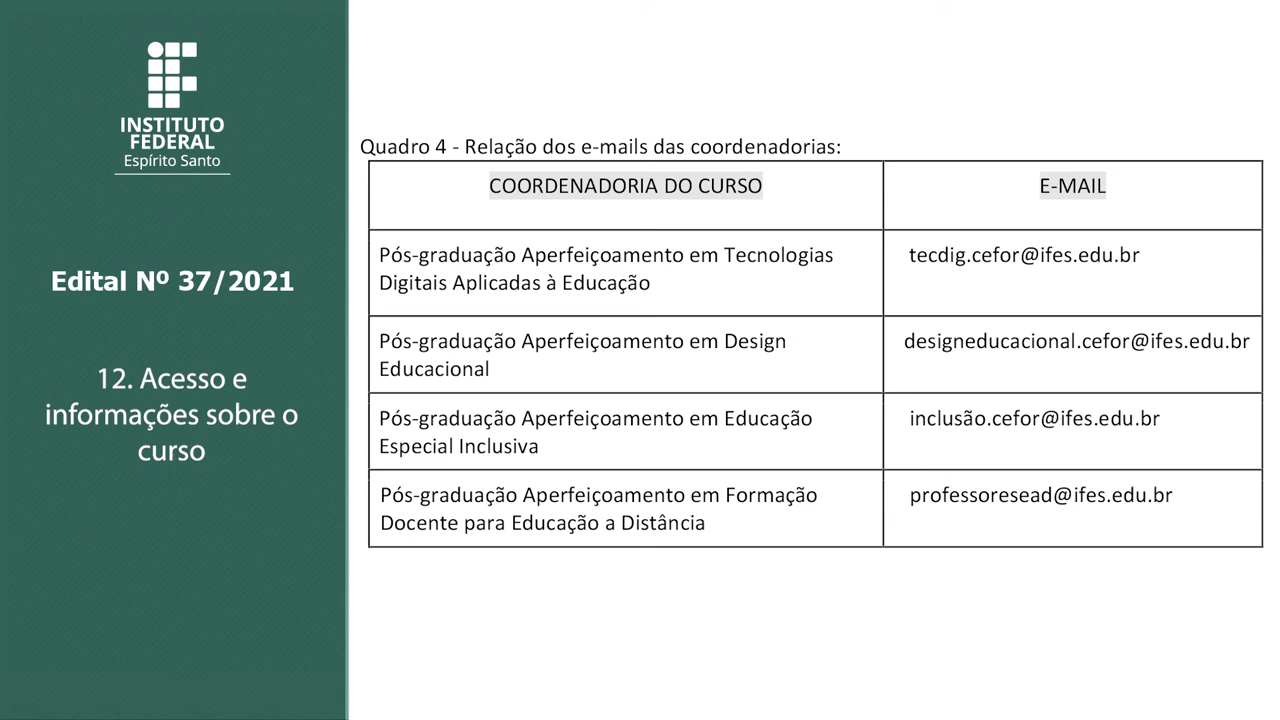 INSTITUTO
FEDERAL
Espírito Santo
Edital Nº 37/2021
12. Acesso e
informações sobre o
curso
Quadro 4 - Relação dos e-mails das coordenadorias:
COORDENADORIA DO CURSO
E-MAIL
Pós-graduação Aperfeiçoamento em Tecnologias
Digitais Aplicadas à Educação
tecdig.cefor@ifes.edu.br
Pós-graduação Aperfeiçoamento em Design
Educacional
designeducacional.cefor@ifes.edu.br
Pós-graduação Aperfeiçoamento em Educação
Especial Inclusiva
inclusão.cefor@ifes.edu.br
Pós-graduação Aperfeiçoamento em Formação
Docente para Educação a Distância
professoresead@ifes.edu.br